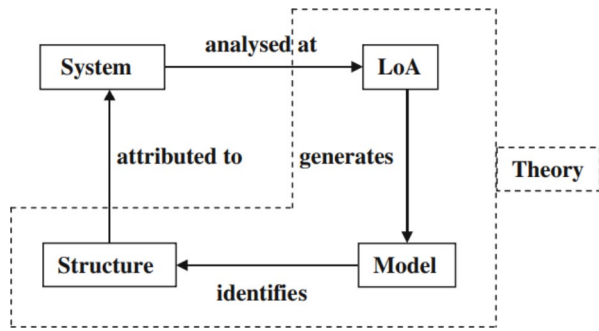 analysed at
System
LoA
attributed to
generates
Theory
Structure
Model
identifies